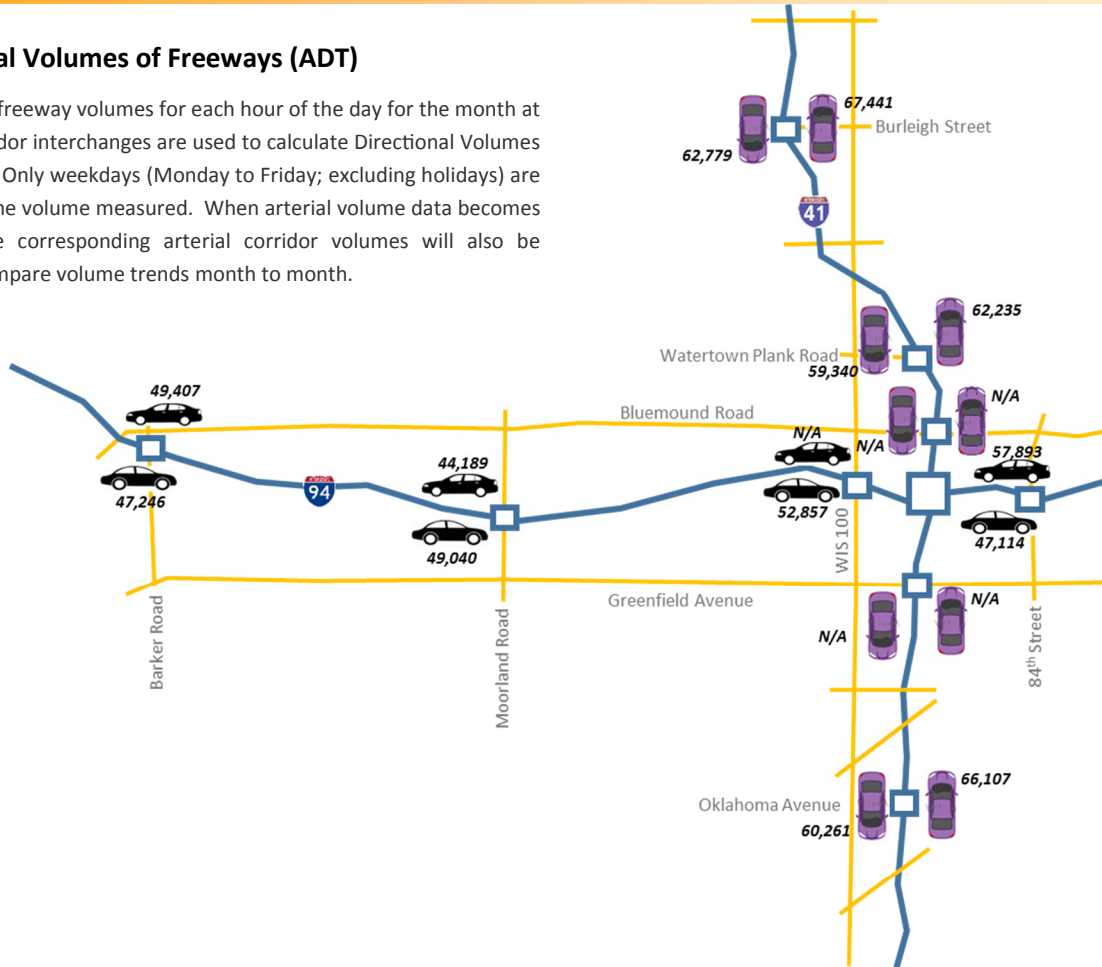 al Volumes of Freeways (ADT)
freeway volumes for each hour of the day for the month at
dor interchanges are used to calculate Directional Volumes
Only weekdays (Monday to Friday; excluding holidays) are
he volume measured. When arterial volume data becomes
e corresponding arterial corridor volumes will also be
mpare volume trends month to month.
67,441
Burleigh Street
62,779
41
62,235
Watertown Plank Road
59,340
49,407
Bluemound Road
N/A
N/A
N/A
57,893
44,189
94
47,246
52,857
47,114
49,040
WIS 100
Greenfield Avenue
N/A
N/A
Barker Road
Moorland Road
84th Street
66,107
Oklahoma Avenue
60,261